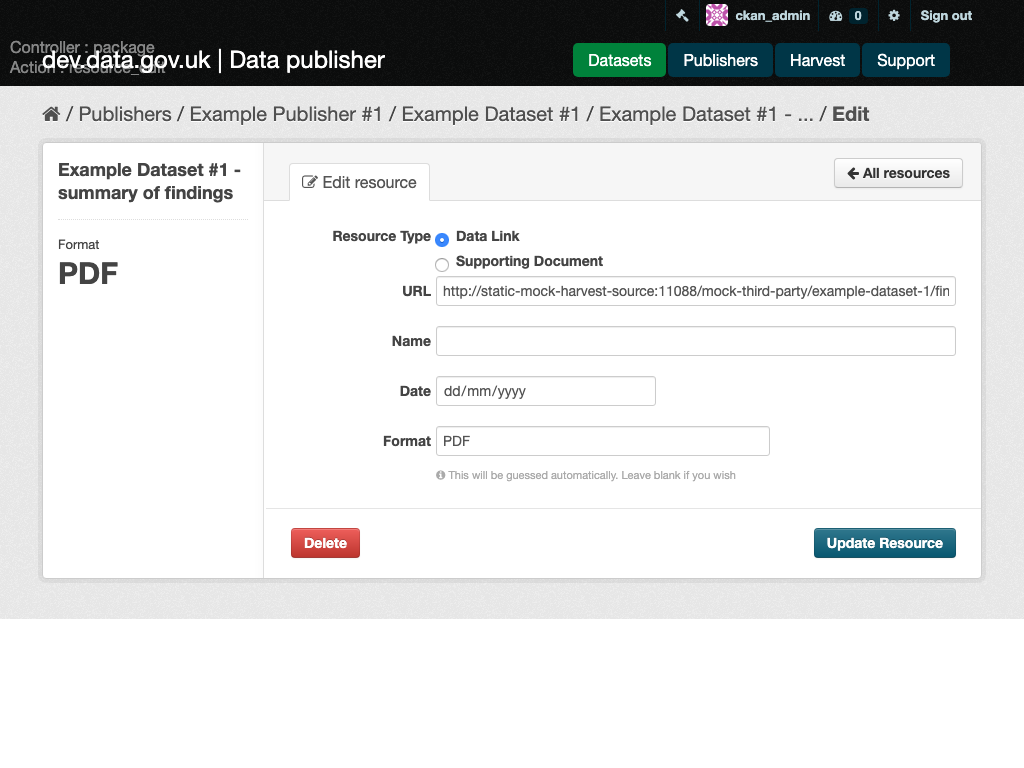 ckan_admin 0 Sign out
Controller : package
Action : resource_edit
dev.data.gov.uk | Data publisher
Datasets Publishers Harvest Support
/ Publishers / Example Publisher #1 / Example Dataset #1 / Example Dataset #1 - ... / Edit
Example Dataset #1 -
summary of findings
Format
PDF
Edit resource
All resources
Resource Type Data Link
Supporting Document
URL http://static-mock-harvest-source:11088/mock-third-party/example-dataset-1/fin
Name
Date dd/mm/yyyy
Format PDF
This will be guessed automatically. Leave blank if you wish
Delete Update Resource